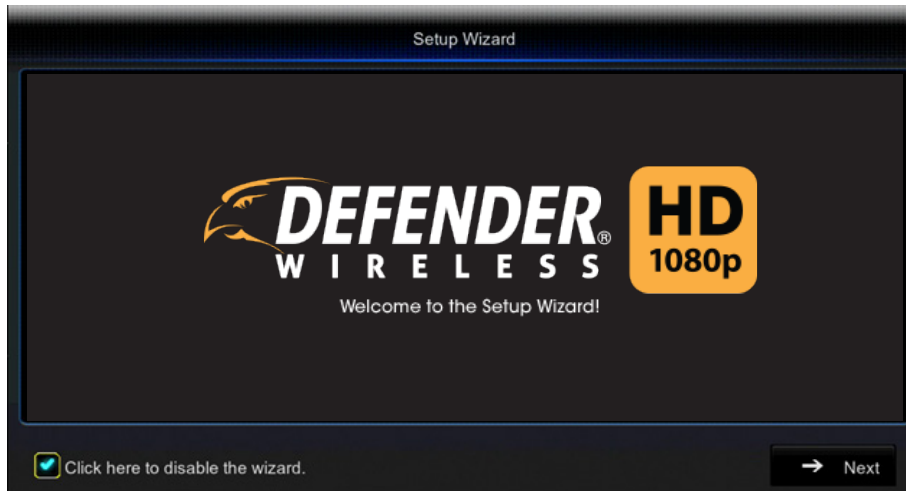 Setup Wizard
DEFENDER®
WIRELESS
HD
1080p
Welcome to the Setup Wizard!
Click here to disable the wizard.
Next